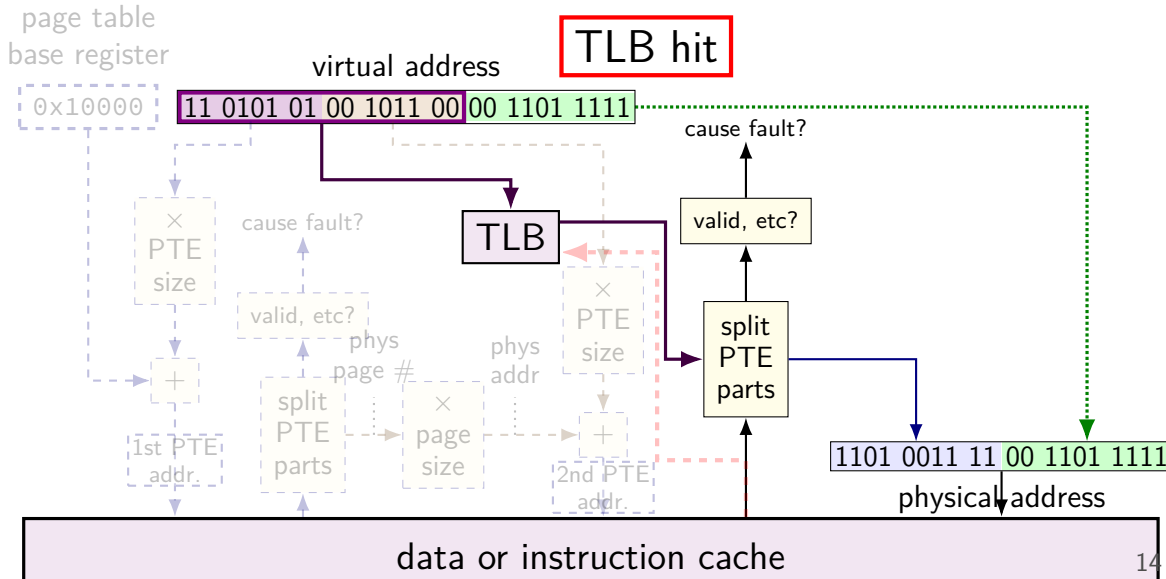 page table
base register
0x10000
TLB hit
virtual address
11 0101 01 00 1011 00 00 1101 1111
cause fault?
×
PTE
size
cause fault?
TLB
valid, etc?
×
PTE
size
valid, etc?
phys
page #
phys
addr
split
PTE
parts
+
split
PTE
parts
×
page
size
+
1st PTE
addr.
2nd PTE
addr.
1101 0011 11 00 1101 1111
physical address
data or instruction cache
14